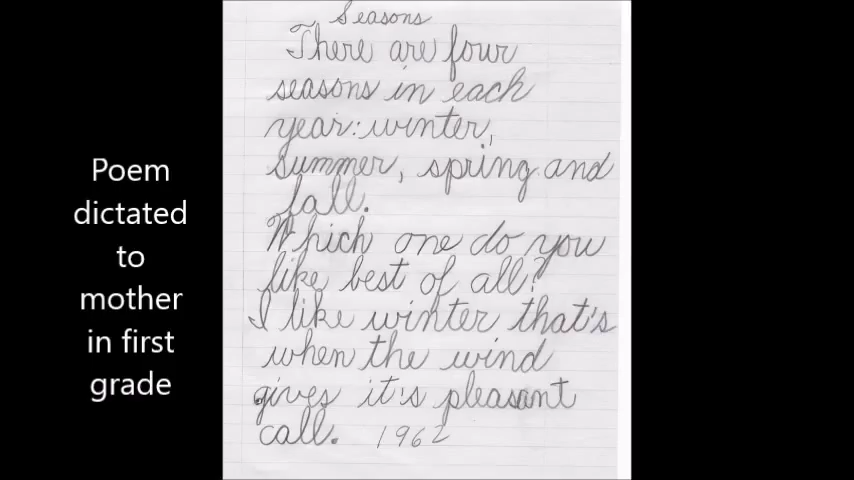 Seasons
There are four
seasons in each
year: winter,
summer, spring and
fall.
Which one do you
like best of all?
I like winter that's
when the wind
gives it's pleasant
call. 1962
Poem
dictated
to
mother
in first
grade